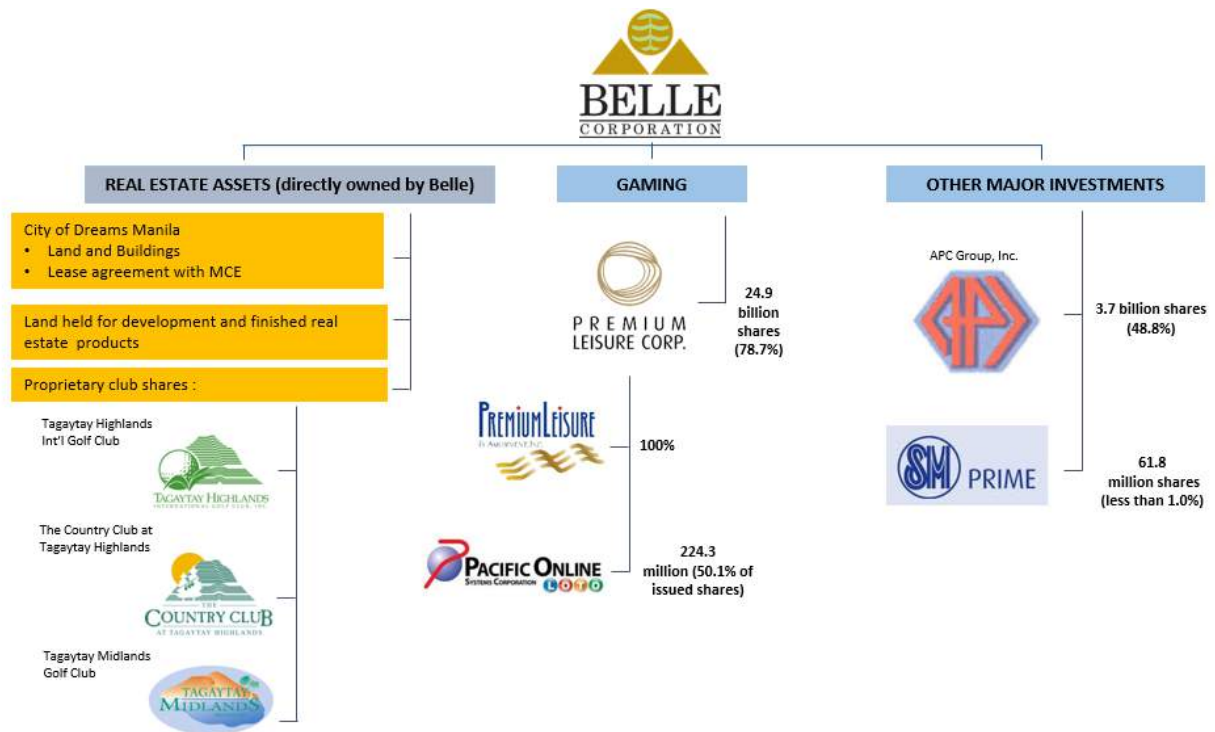 BELLE
CORPORATION
REAL ESTATE ASSETS (directly owned by Belle)
City of Dreams Manila
• Land and Buildings
• Lease agreement with MCE
Land held for development and finished real
estate products
Proprietary club shares :
Tagaytay Highlands
Int'l Golf Club
TAGAYTAY HIGHLANDS
INTERNATIONAL GOLF CLUB, INC.
The Country Club at
Tagaytay Highlands
THE
COUNTRY CLUB
AT TAGAYTAY HIGHLANDS
Tagaytay Midlands
Golf Club
TAGAYTAY
MIDLANDS
GAMING
PREMIUM
LEISURE CORP.
24.9
billion
shares
(78.7%)
PREMIUMLEISURE
100%
PACIFIC ONLINE
SYSTEMS CORPORATION
LOTO
224.3
million (50.1% of
issued shares)
OTHER MAJOR INVESTMENTS
APC Group, Inc.
APC
3.7 billion shares
(48.8%)
SM PRIME
61.8
million shares
(less than 1.0%)